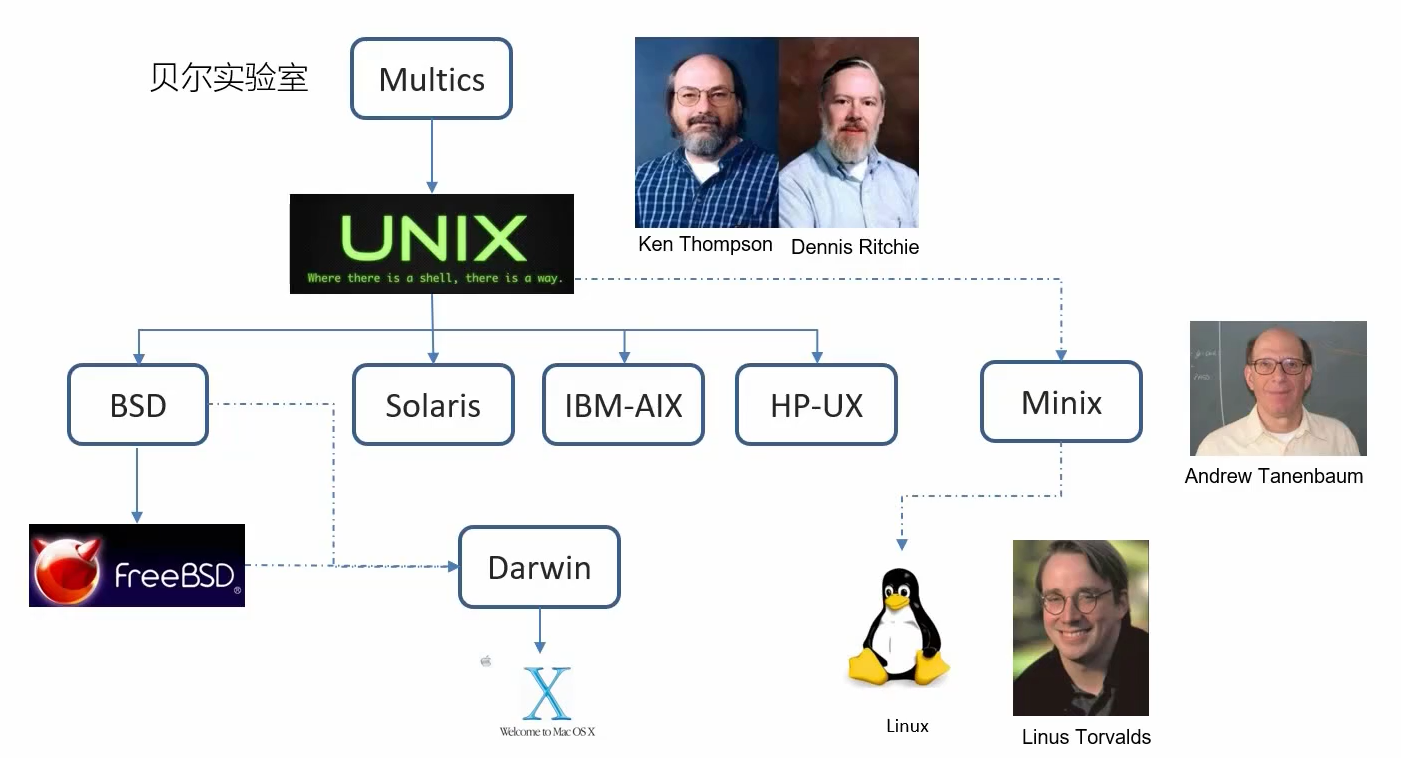 贝尔实验室
Multics
UNIX
Where there is a shell, there is a way.
Ken Thompson
Dennis Ritchie
BSD
Solaris
IBM-AIX
HP-UX
Minix
Andrew Tanenbaum
FreeBSD®
Darwin
X
Welcome to Mac OS X
Linux
Linus Torvalds